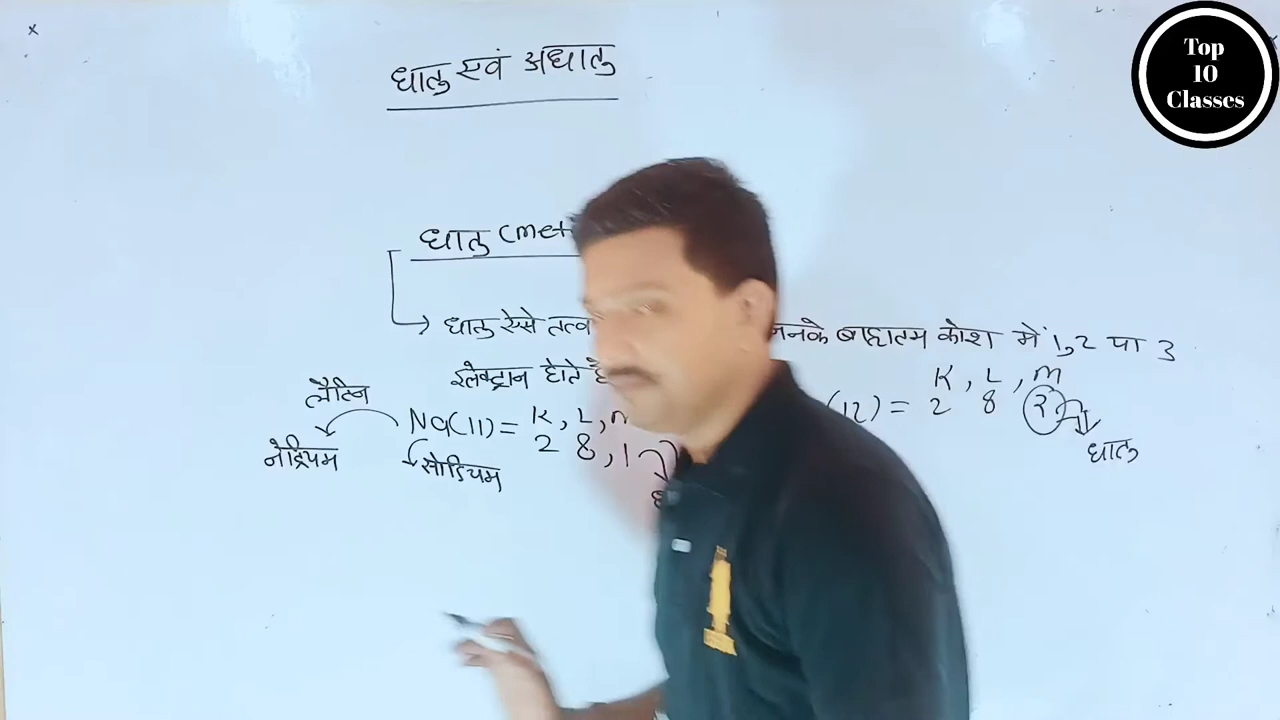 Top
10
Classes
धातु एवं अधातु
धातु (met
धातु ऐसे तत्व जनके बाह्यतम कोश में 1,2 या 3
इलेक्ट्रान होते है
K, L, M
(12) = 2 8 2
धातु
लैटिन
नेट्रियम
Na(11) = K, L, M
2 8, 1
सोडियम